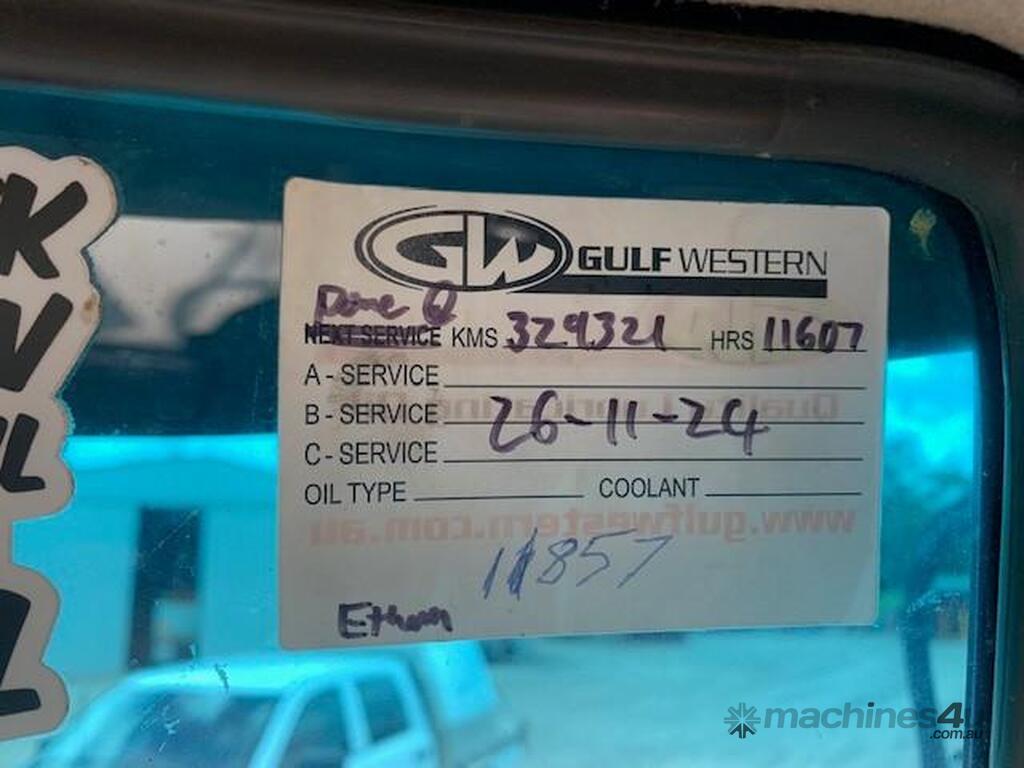 GW GULF WESTERN
Done @
NEXT SERVICE KMS 329321 HRS 11607
A - SERVICE
B - SERVICE 26-11-24
C - SERVICE
OIL TYPE COOLANT
www.gulfwestern.com.au
11857
Ethan
machines4u
.com.au